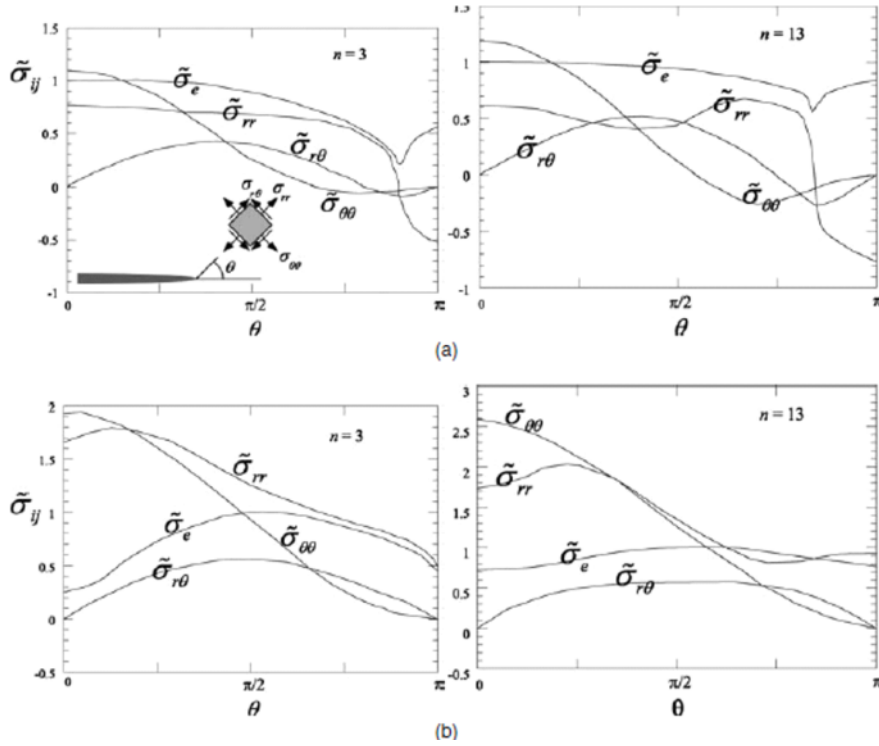 1.5
n = 3
σ̃ij
1
σ̃e
σ̃rr
0.5
σ̃rθ
0
σrθ
σrr
σ̃θθ
-0.5
σθθ
θ
-1
0
π/2
π
θ
1.5
n = 13
σ̃e
1
σ̃rr
0.5
σ̃rθ
0
σ̃θθ
-0.5
-1
0
π/2
π
θ
(a)
2
n = 3
1.5
σ̃rr
σ̃ij
1
σ̃e
σ̃θθ
0.5
σ̃rθ
0
-0.5
0
π/2
π
θ
3
σ̃θθ
n = 13
2.5
2
σ̃rr
1.5
1
σ̃e
0.5
σ̃rθ
0
-0.5
0
π/2
π
θ
(b)